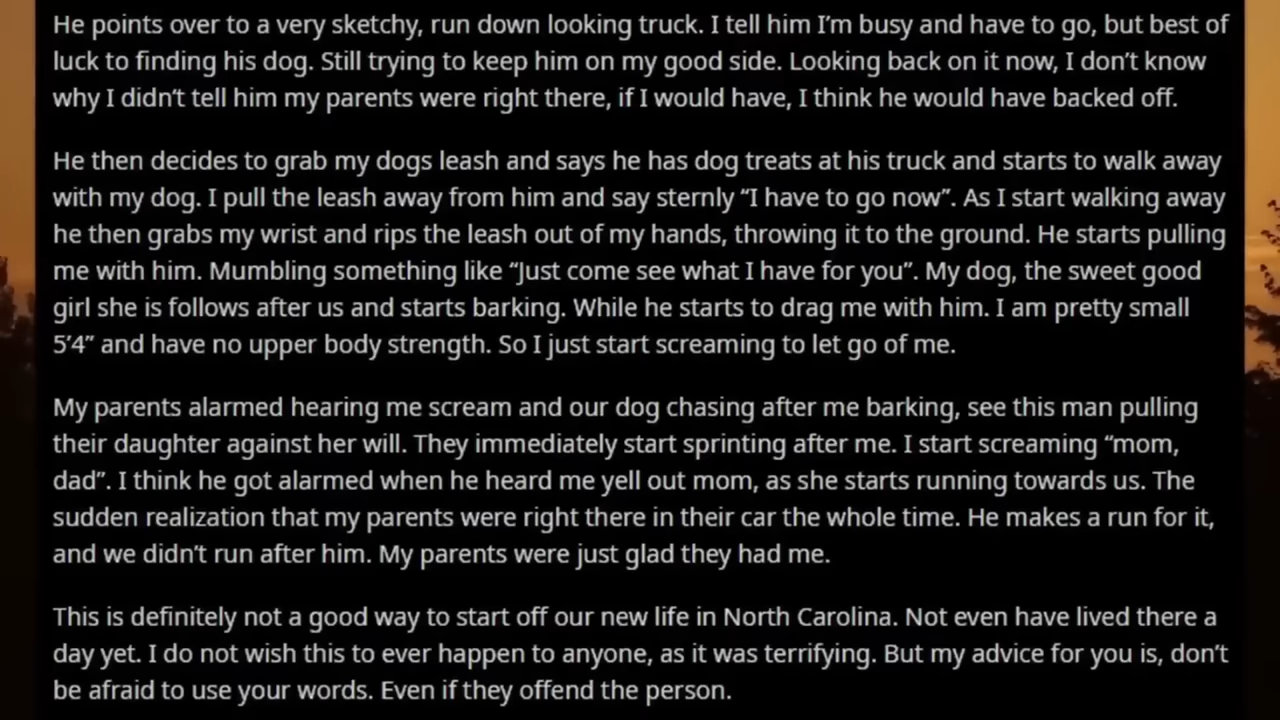 He points over to a very sketchy, run down looking truck. I tell him I’m busy and have to go, but best of
luck to finding his dog. Still trying to keep him on my good side. Looking back on it now, I don’t know
why I didn’t tell him my parents were right there, if I would have, I think he would have backed off.
He then decides to grab my dogs leash and says he has dog treats at his truck and starts to walk away
with my dog. I pull the leash away from him and say sternly “I have to go now”. As I start walking away
he then grabs my wrist and rips the leash out of my hands, throwing it to the ground. He starts pulling
me with him. Mumbling something like “Just come see what I have for you”. My dog, the sweet good
girl she is follows after us and starts barking. While he starts to drag me with him. I am pretty small
5’4” and have no upper body strength. So I just start screaming to let go of me.
My parents alarmed hearing me scream and our dog chasing after me barking, see this man pulling
their daughter against her will. They immediately start sprinting after me. I start screaming “mom,
dad”. I think he got alarmed when he heard me yell out mom, as she starts running towards us. The
sudden realization that my parents were right there in their car the whole time. He makes a run for it,
and we didn’t run after him. My parents were just glad they had me.
This is definitely not a good way to start off our new life in North Carolina. Not even have lived there a
day yet. I do not wish this to ever happen to anyone, as it was terrifying. But my advice for you is, don’t
be afraid to use your words. Even if they offend the person.